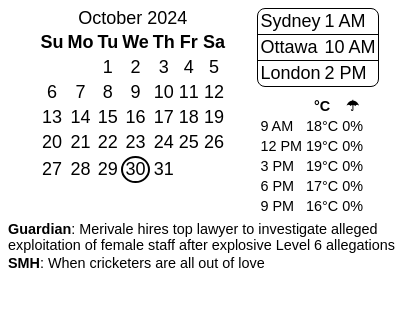 October 2024
Su Mo Tu We Th Fr Sa
1 2 3 4 5
6 7 8 9 10 11 12
13 14 15 16 17 18 19
20 21 22 23 24 25 26
27 28 29 30 31
Sydney 1 AM
Ottawa 10 AM
London 2 PM
°C ☂
9 AM 18°C 0%
12 PM 19°C 0%
3 PM 19°C 0%
6 PM 17°C 0%
9 PM 16°C 0%
Guardian: Merivale hires top lawyer to investigate alleged
exploitation of female staff after explosive Level 6 allegations
SMH: When cricketers are all out of love